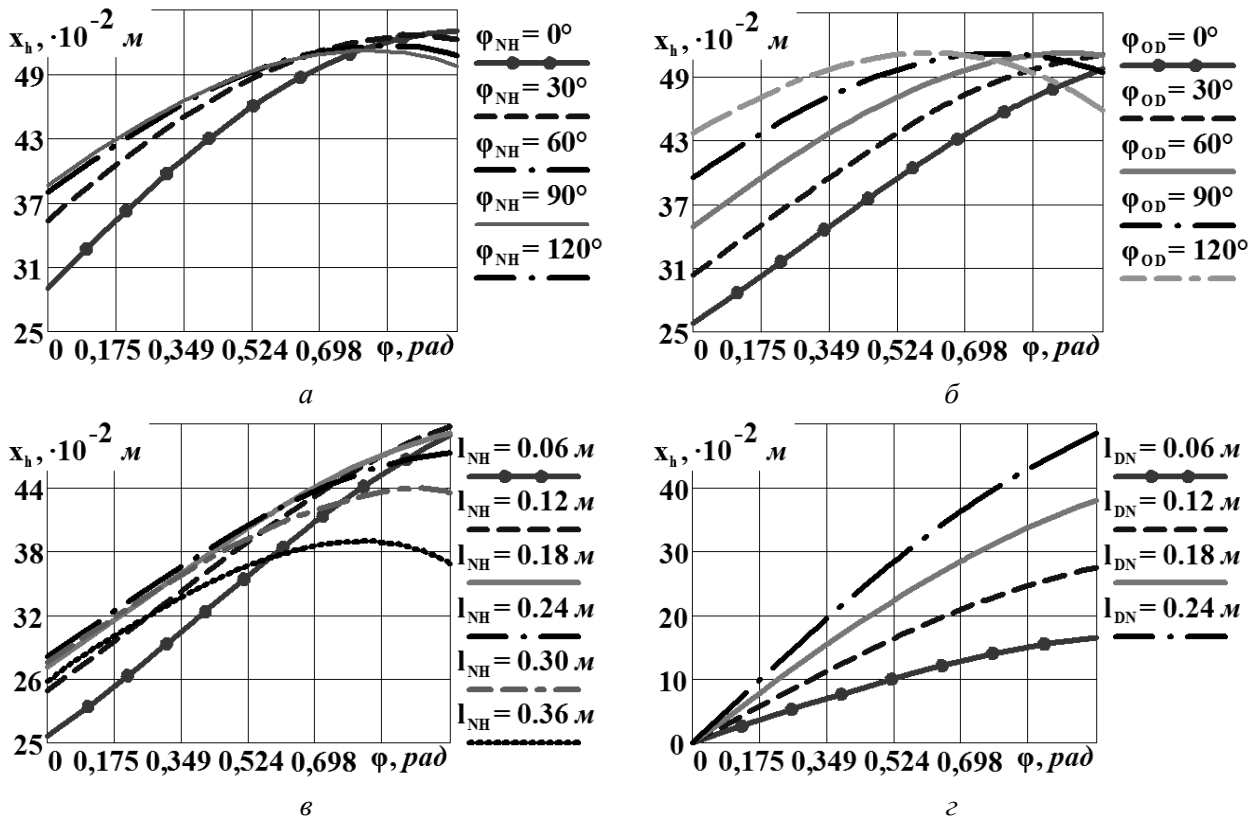 x_h, ·10⁻² м
49
43
37
31
25
0 0,175 0,349 0,524 0,698 φ, рад
φ_NH = 0°
φ_NH = 30°
φ_NH = 60°
φ_NH = 90°
φ_NH = 120°
а
x_h, ·10⁻² м
49
43
37
31
25
0 0,175 0,349 0,524 0,698 φ, рад
φ_OD = 0°
φ_OD = 30°
φ_OD = 60°
φ_OD = 90°
φ_OD = 120°
б
x_h, ·10⁻² м
44
38
32
26
25
0 0,175 0,349 0,524 0,698 φ, рад
l_NH = 0.06 м
l_NH = 0.12 м
l_NH = 0.18 м
l_NH = 0.24 м
l_NH = 0.30 м
l_NH = 0.36 м
в
x_h, ·10⁻² м
40
30
20
10
0
0 0,175 0,349 0,524 0,698 φ, рад
l_DN = 0.06 м
l_DN = 0.12 м
l_DN = 0.18 м
l_DN = 0.24 м
г